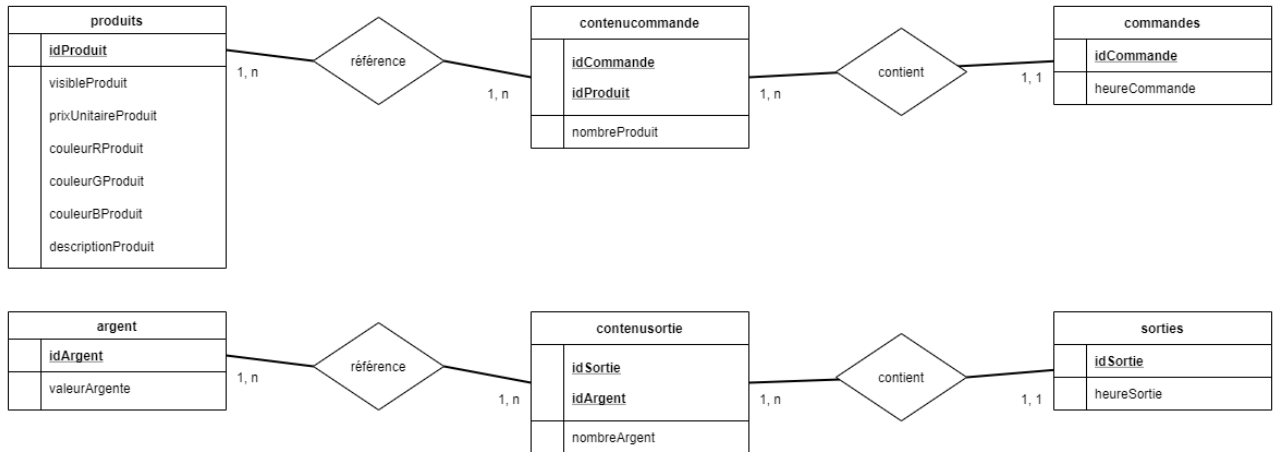 produits
idProduit
visibleProduit
prixUnitaireProduit
couleurRProduit
couleurGProduit
couleurBProduit
descriptionProduit
1, n
référence
1, n
contenucommande
idCommande
idProduit
nombreProduit
1, n
contient
1, 1
commandes
idCommande
heureCommande
argent
idArgent
valeurArgente
1, n
référence
1, n
contenusortie
idSortie
idArgent
nombreArgent
1, n
contient
1, 1
sorties
idSortie
heureSortie